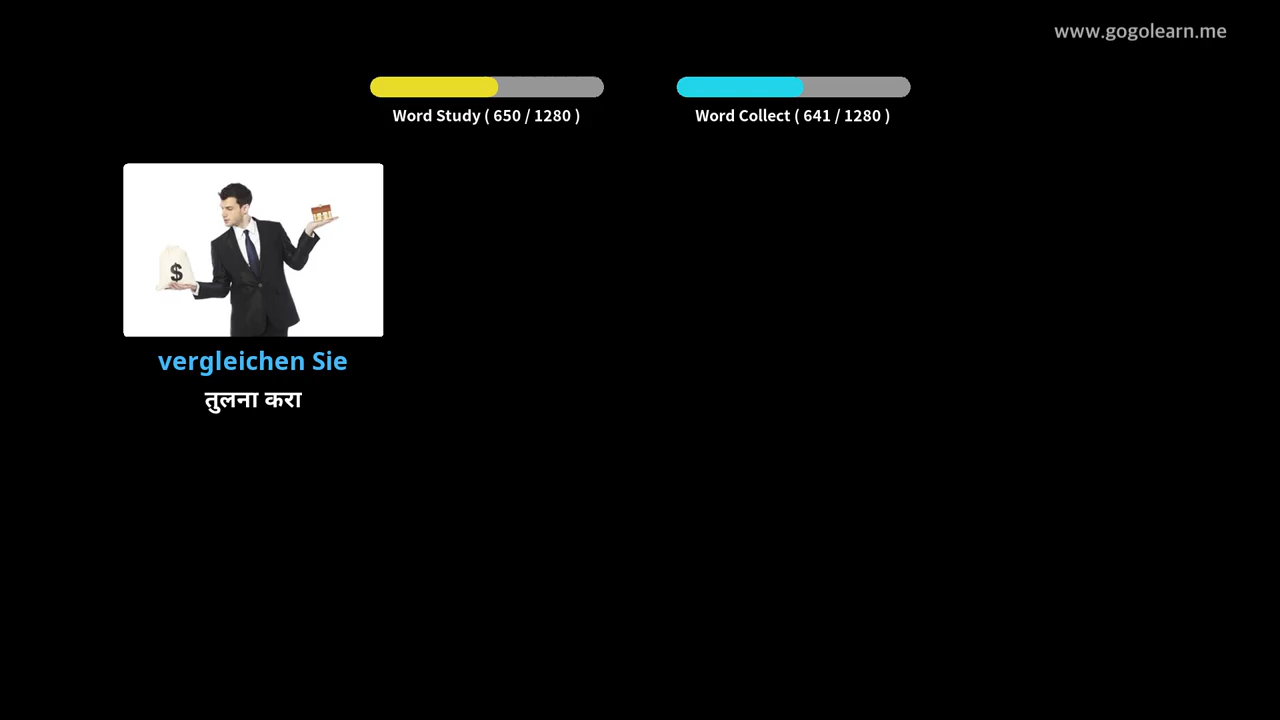 www.gogolearn.me
Word Study ( 650 / 1280 )
Word Collect ( 641 / 1280 )
$
vergleichen Sie
तुलना करा